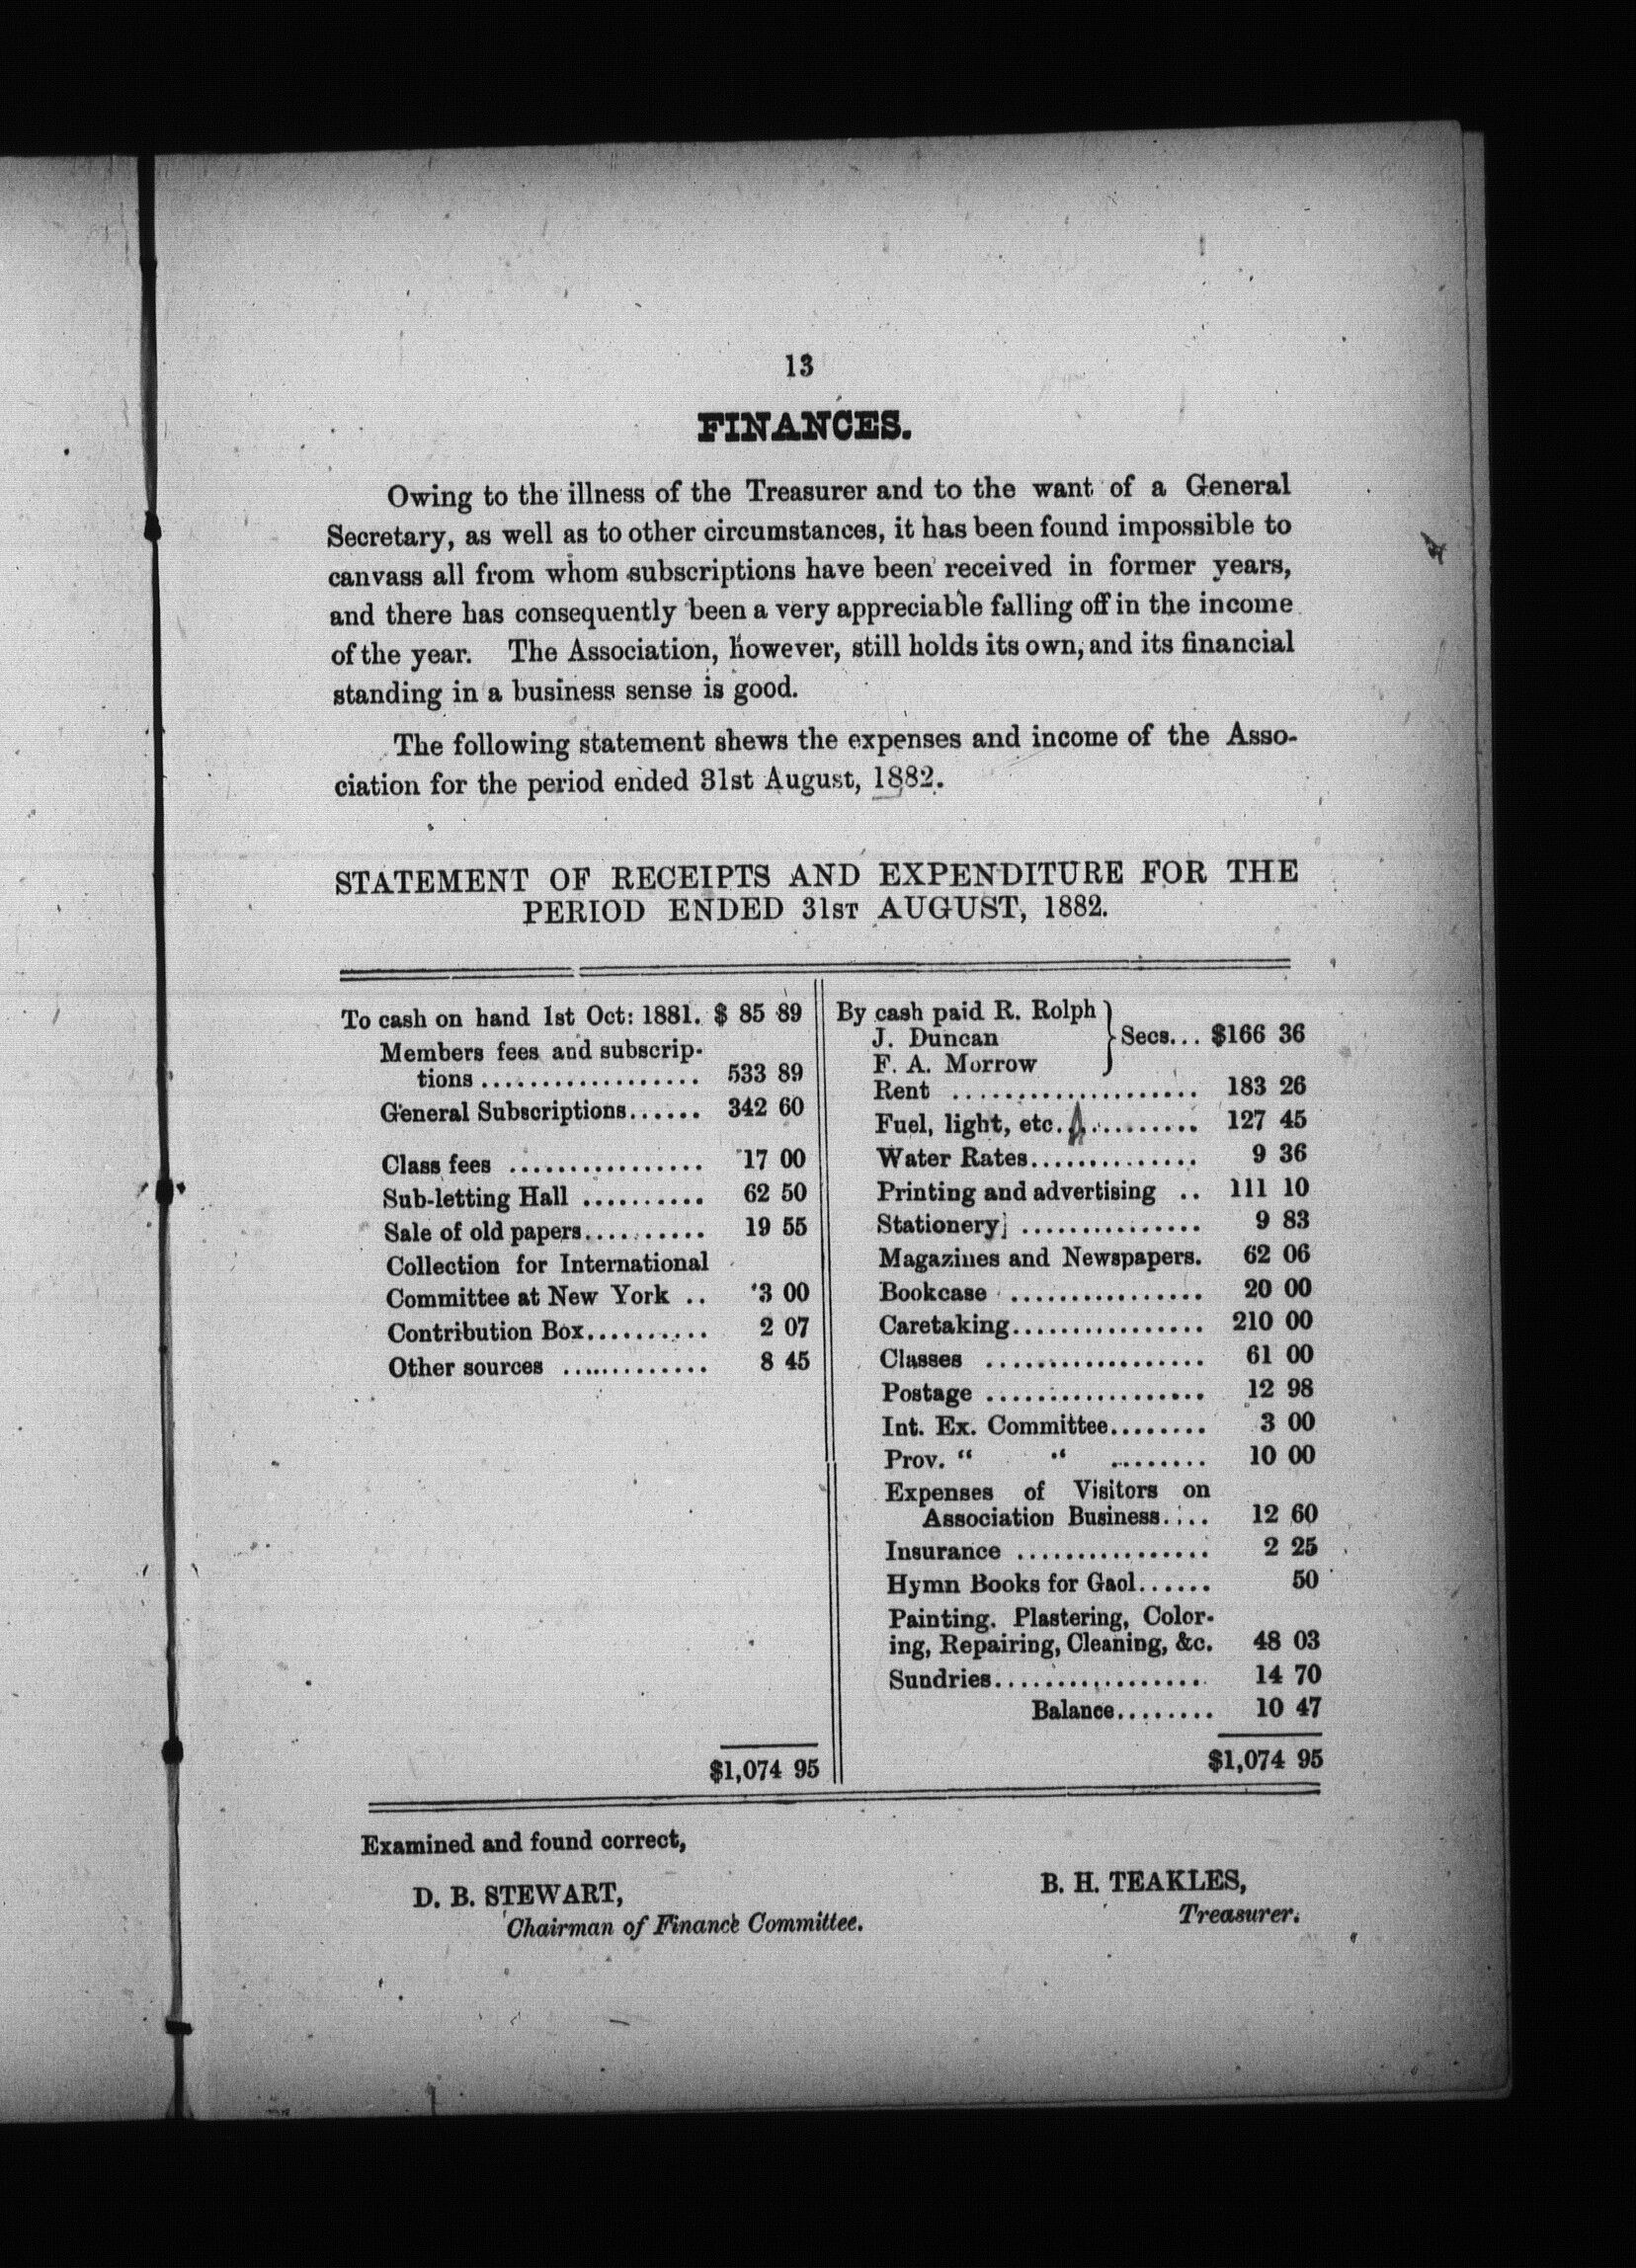 13
FINANCES.
Owing to the illness of the Treasurer and to the want of a General
Secretary, as well as to other circumstances, it has been found impossible to
canvass all from whom subscriptions have been received in former years,
and there has consequently been a very appreciable falling off in the income
of the year. The Association, however, still holds its own, and its financial
standing in a business sense is good.
The following statement shews the expenses and income of the Asso-
ciation for the period ended 31st August, 1882.
STATEMENT OF RECEIPTS AND EXPENDITURE FOR THE
PERIOD ENDED 31ST AUGUST, 1882.
To cash on hand 1st Oct: 1881. $ 85 89
Members fees and subscrip-
tions .................. 533 89
General Subscriptions...... 342 60
Class fees ................ 17 00
Sub-letting Hall .......... 62 50
Sale of old papers.......... 19 55
Collection for International
Committee at New York .. 3 00
Contribution Box.......... 2 07
Other sources ............ 8 45
$1,074 95
By cash paid R. Rolph
J. Duncan } Secs... $166 36
F. A. Morrow
Rent .................... 183 26
Fuel, light, etc............ 127 45
Water Rates.............. 9 36
Printing and advertising .. 111 10
Stationery ............... 9 83
Magazines and Newspapers. 62 06
Bookcase ................ 20 00
Caretaking................ 210 00
Classes .................. 61 00
Postage .................. 12 98
Int. Ex. Committee........ 3 00
Prov. " " ........ 10 00
Expenses of Visitors on
Association Business.... 12 60
Insurance ................ 2 25
Hymn Books for Gaol...... 50
Painting, Plastering, Color-
ing, Repairing, Cleaning, &c. 48 03
Sundries.................. 14 70
Balance........ 10 47
$1,074 95
Examined and found correct,
D. B. STEWART,
Chairman of Finance Committee.
B. H. TEAKLES,
Treasurer.